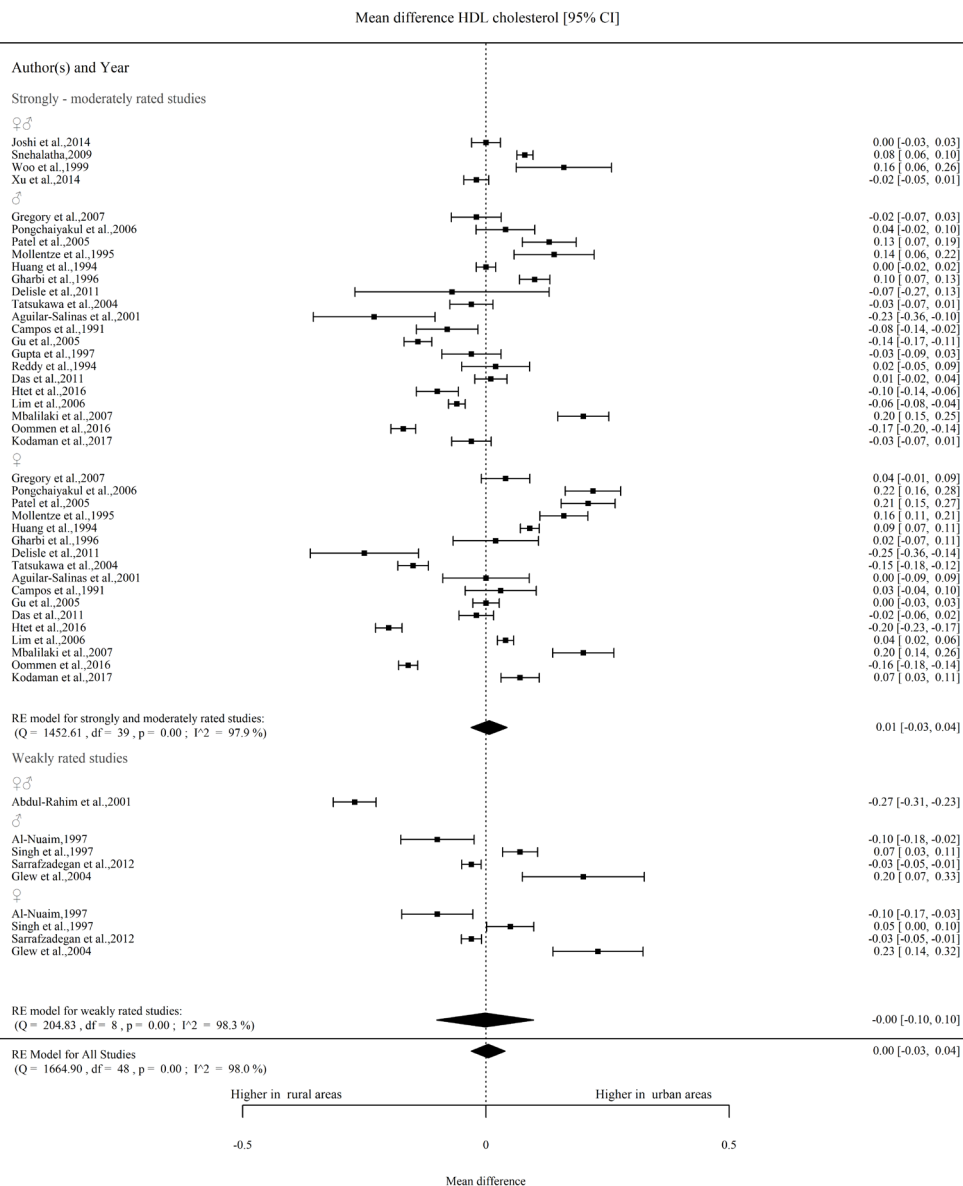 Mean difference HDL cholesterol [95% CI]
Author(s) and Year
Strongly - moderately rated studies
♀♂
Joshi et al.,2014 0.00 [-0.03, 0.03]
Snehalatha,2009 0.08 [ 0.06, 0.10]
Woo et al.,1999 0.16 [ 0.06, 0.26]
Xu et al.,2014 -0.02 [-0.05, 0.01]
♂
Gregory et al.,2007 -0.02 [-0.07, 0.03]
Pongchaiyakul et al.,2006 0.04 [-0.02, 0.10]
Patel et al.,2005 0.13 [ 0.07, 0.19]
Mollentze et al.,1995 0.14 [ 0.06, 0.22]
Huang et al.,1994 0.00 [-0.02, 0.02]
Gharbi et al.,1996 0.10 [ 0.07, 0.13]
Delisle et al.,2011 -0.07 [-0.27, 0.13]
Tatsukawa et al.,2004 -0.03 [-0.07, 0.01]
Aguilar-Salinas et al.,2001 -0.23 [-0.36, -0.10]
Campos et al.,1991 -0.08 [-0.14, -0.02]
Gu et al.,2005 -0.14 [-0.17, -0.11]
Gupta et al.,1997 -0.03 [-0.09, 0.03]
Reddy et al.,1994 0.02 [-0.05, 0.09]
Das et al.,2011 0.01 [-0.02, 0.04]
Htet et al.,2016 -0.10 [-0.14, -0.06]
Lim et al.,2006 -0.06 [-0.08, -0.04]
Mbalilaki et al.,2007 0.20 [ 0.15, 0.25]
Oommen et al.,2016 -0.17 [-0.20, -0.14]
Kodaman et al.,2017 -0.03 [-0.07, 0.01]
♀
Gregory et al.,2007 0.04 [-0.01, 0.09]
Pongchaiyakul et al.,2006 0.22 [ 0.16, 0.28]
Patel et al.,2005 0.21 [ 0.15, 0.27]
Mollentze et al.,1995 0.16 [ 0.11, 0.21]
Huang et al.,1994 0.09 [ 0.07, 0.11]
Gharbi et al.,1996 0.02 [-0.07, 0.11]
Delisle et al.,2011 -0.25 [-0.36, -0.14]
Tatsukawa et al.,2004 -0.15 [-0.18, -0.12]
Aguilar-Salinas et al.,2001 0.00 [-0.09, 0.09]
Campos et al.,1991 0.03 [-0.04, 0.10]
Gu et al.,2005 0.00 [-0.03, 0.03]
Das et al.,2011 -0.02 [-0.06, 0.02]
Htet et al.,2016 -0.20 [-0.23, -0.17]
Lim et al.,2006 0.04 [ 0.02, 0.06]
Mbalilaki et al.,2007 0.20 [ 0.14, 0.26]
Oommen et al.,2016 -0.16 [-0.18, -0.14]
Kodaman et al.,2017 0.07 [ 0.03, 0.11]
RE model for strongly and moderately rated studies:
(Q = 1452.61 , df = 39 , p = 0.00 ; I^2 = 97.9 %) 0.01 [-0.03, 0.04]
Weakly rated studies
♀♂
Abdul-Rahim et al.,2001 -0.27 [-0.31, -0.23]
♂
Al-Nuaim,1997 -0.10 [-0.18, -0.02]
Singh et al.,1997 0.07 [ 0.03, 0.11]
Sarrafzadegan et al.,2012 -0.03 [-0.05, -0.01]
Glew et al.,2004 0.20 [ 0.07, 0.33]
♀
Al-Nuaim,1997 -0.10 [-0.17, -0.03]
Singh et al.,1997 0.05 [ 0.00, 0.10]
Sarrafzadegan et al.,2012 -0.03 [-0.05, -0.01]
Glew et al.,2004 0.23 [ 0.14, 0.32]
RE model for weakly rated studies:
(Q = 204.83 , df = 8 , p = 0.00 ; I^2 = 98.3 %) -0.00 [-0.10, 0.10]
RE Model for All Studies 0.00 [-0.03, 0.04]
(Q = 1664.90 , df = 48 , p = 0.00 ; I^2 = 98.0 %)
Higher in rural areas Higher in urban areas
-0.5 0 0.5
Mean difference